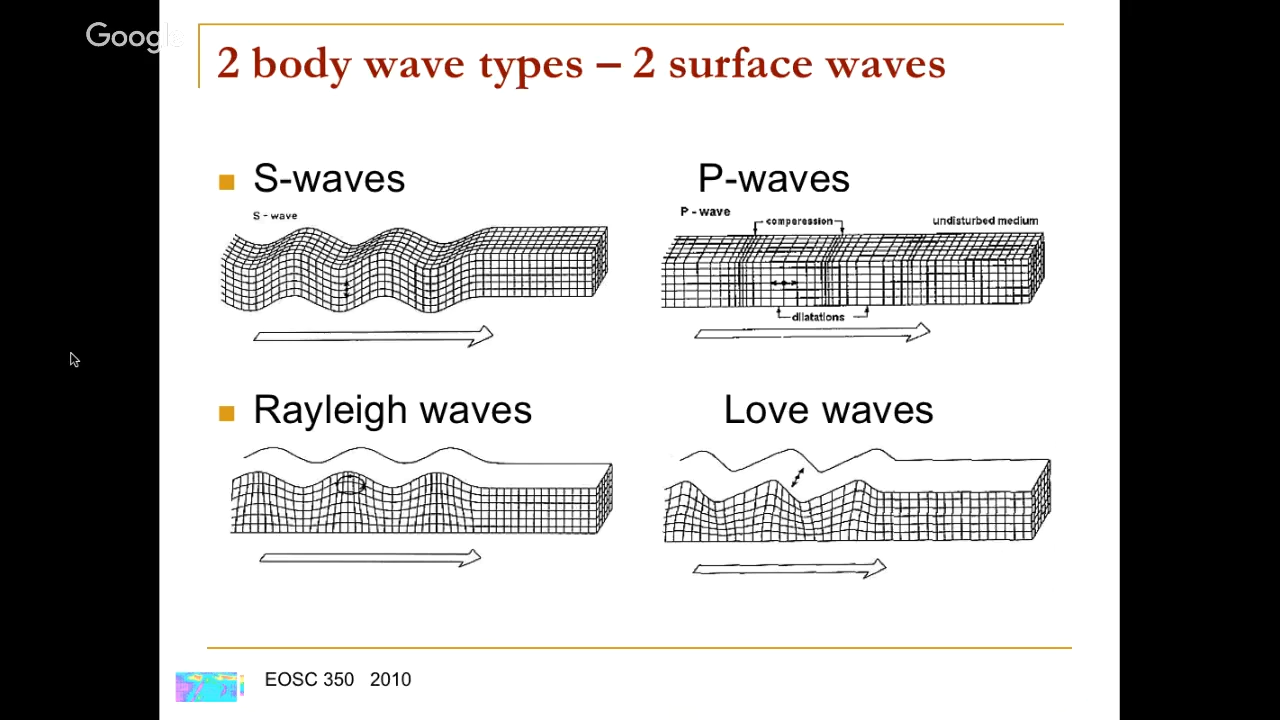 Google
2 body wave types – 2 surface waves
S-waves
P-waves
S - wave
P - wave
comperession
undisturbed medium
dilatations
Rayleigh waves
Love waves
EOSC 350 2010